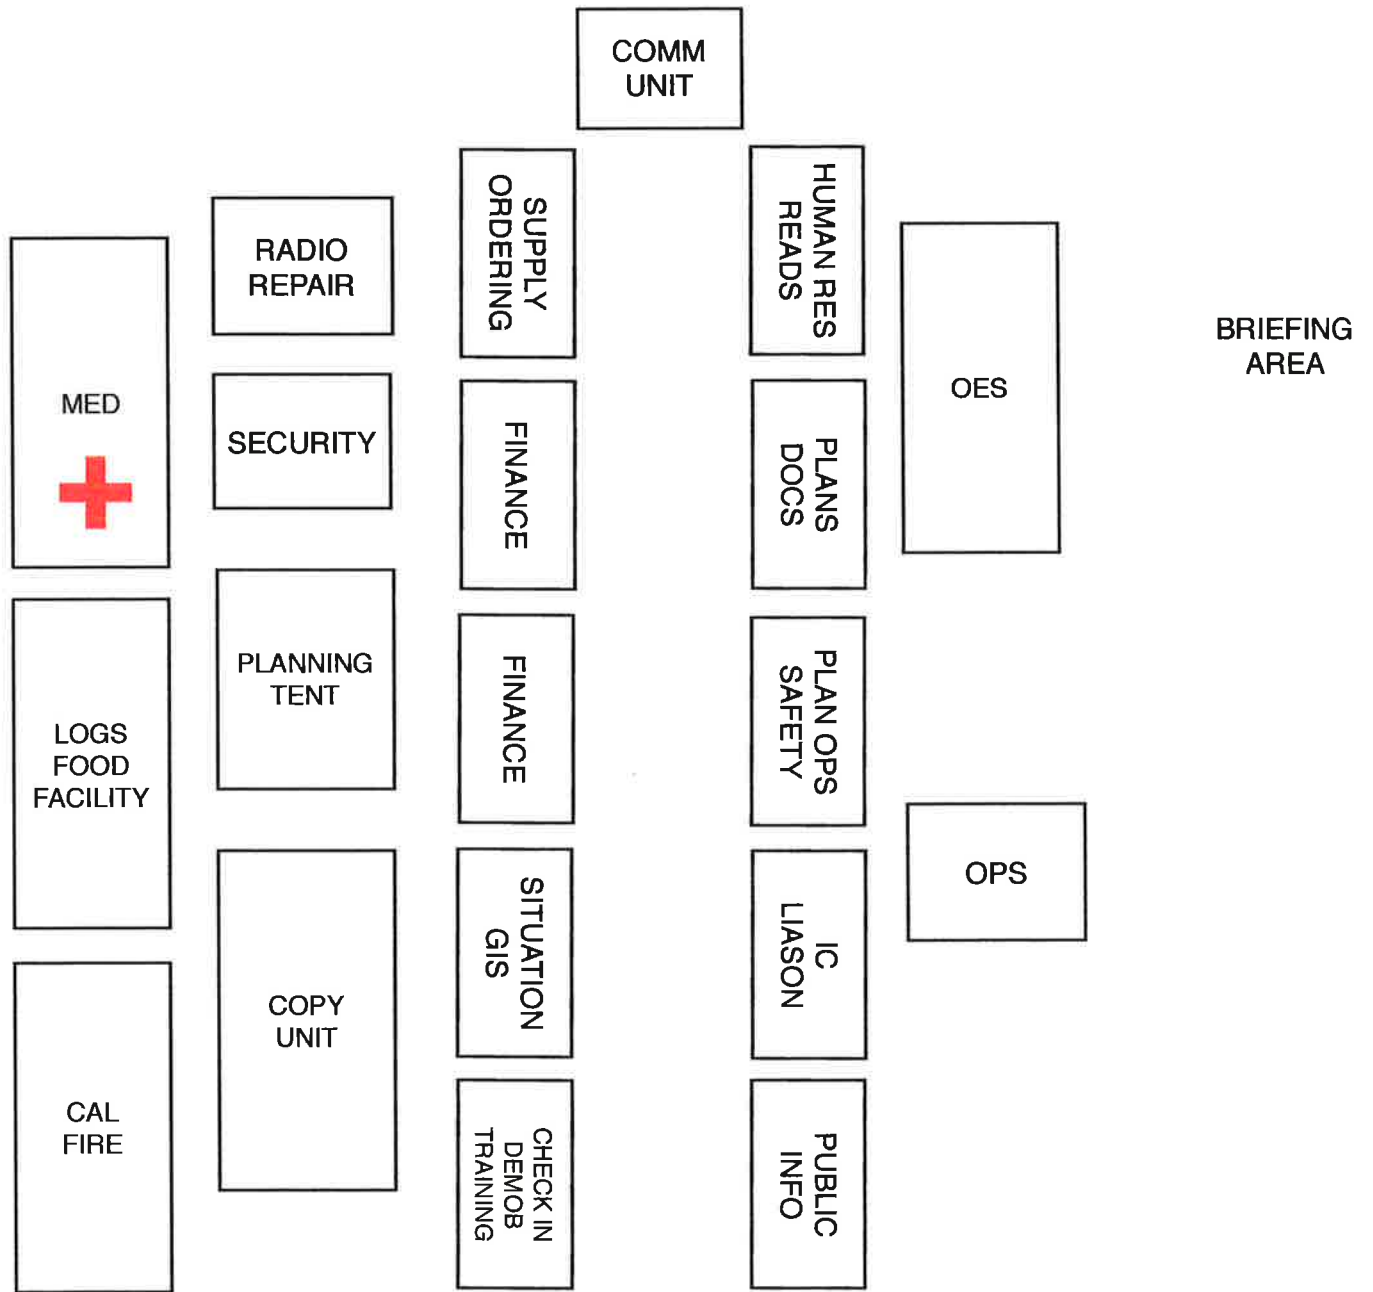 COMM
UNIT
SUPPLY
ORDERING
HUMAN RES
READS
RADIO
REPAIR
MED
OES
BRIEFING
AREA
SECURITY
FINANCE
PLANS
DOCS
PLANNING
TENT
LOGS
FOOD
FACILITY
FINANCE
PLAN OPS
SAFETY
OPS
COPY
UNIT
SITUATION
GIS
IC
LIASON
CAL
FIRE
CHECK IN
DEMOB
TRAINING
PUBLIC
INFO